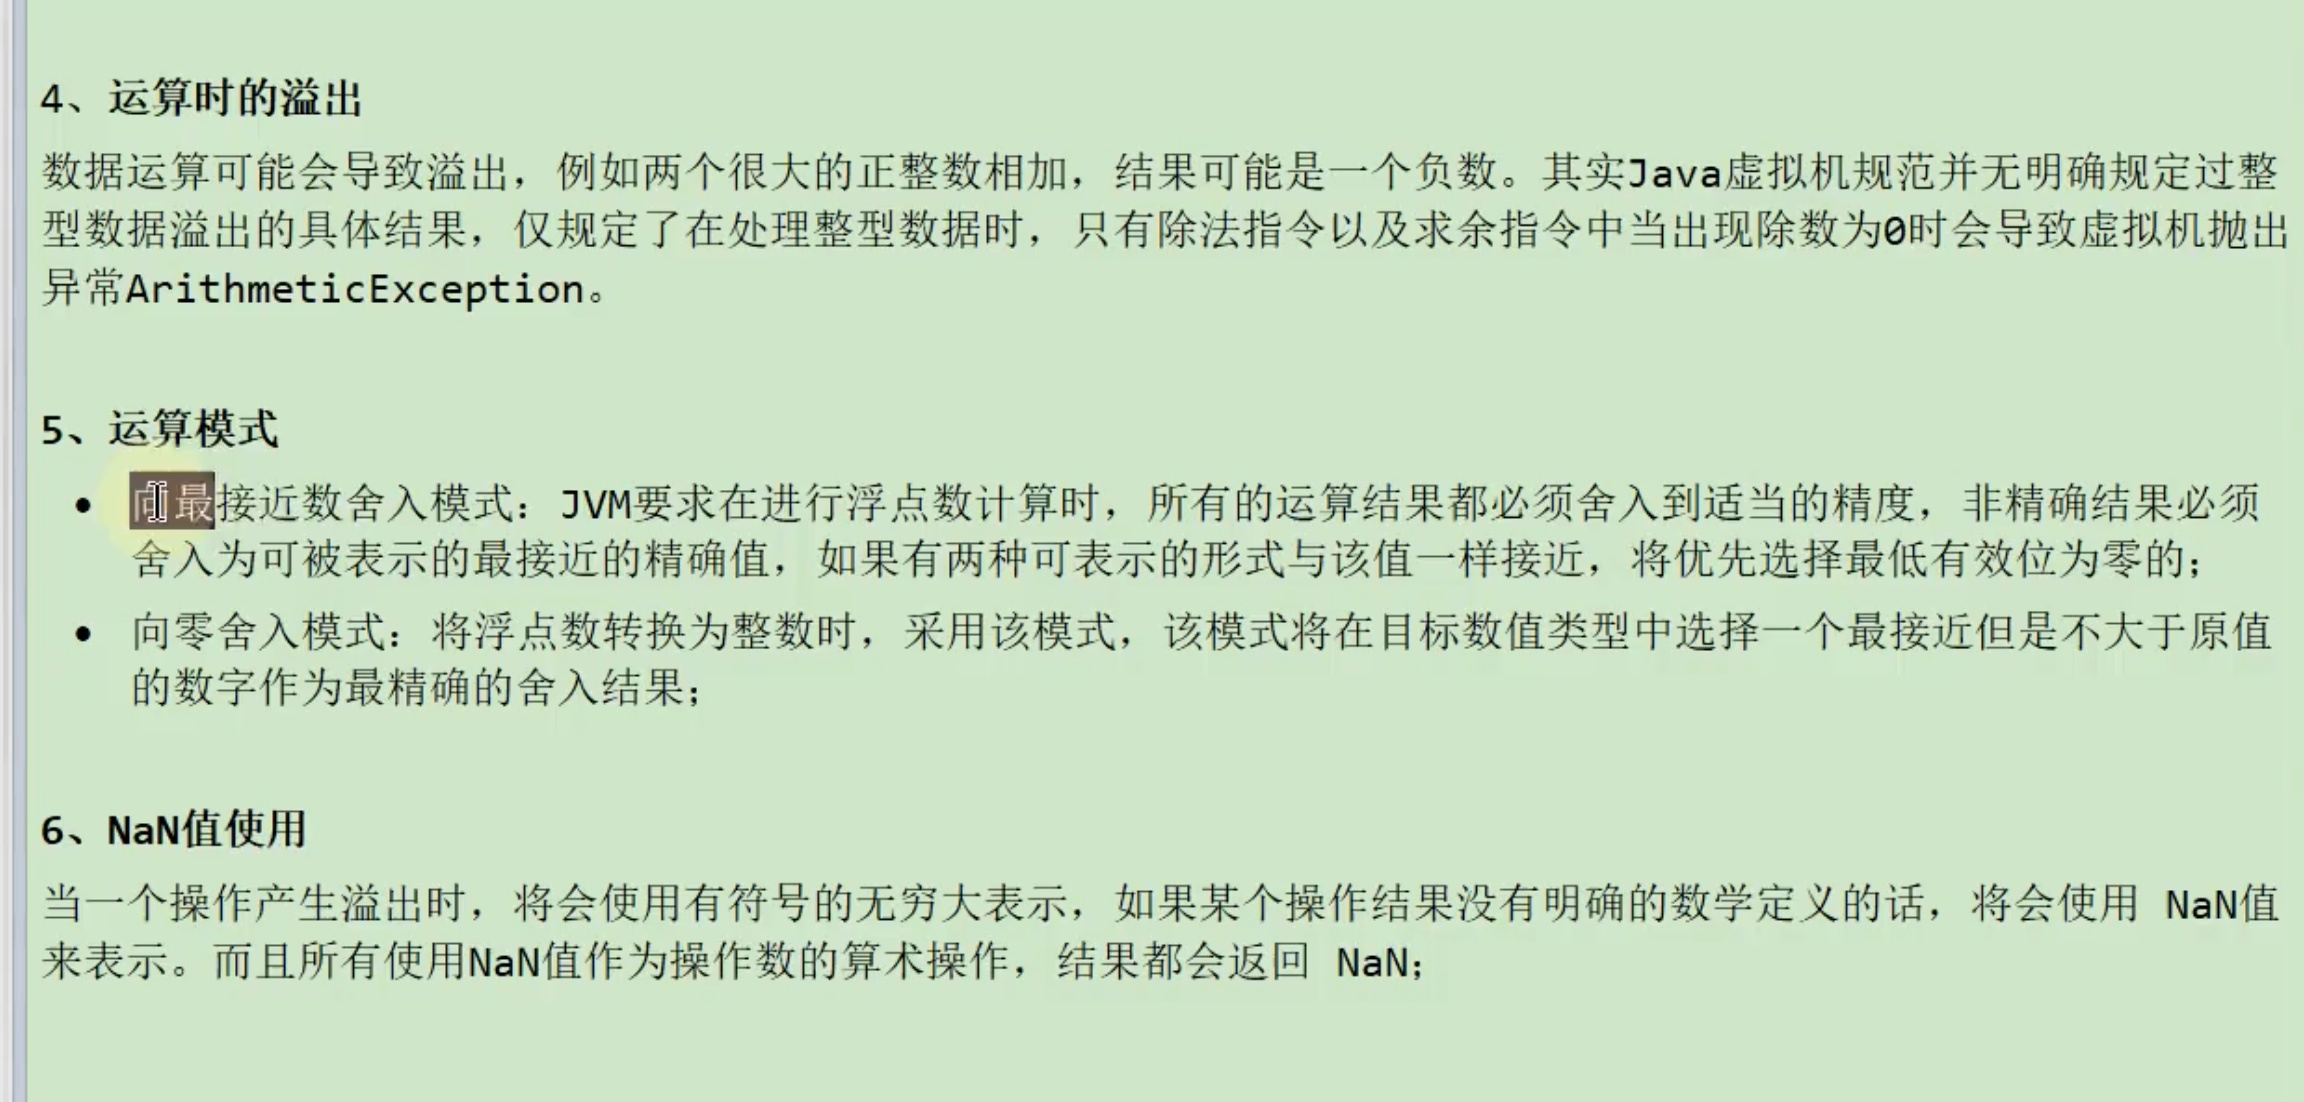 4、运算时的溢出
数据运算可能会导致溢出，例如两个很大的正整数相加，结果可能是一个负数。其实Java虚拟机规范并无明确规定过整
型数据溢出的具体结果，仅规定了在处理整型数据时，只有除法指令以及求余指令中当出现除数为0时会导致虚拟机抛出
异常ArithmeticException。
5、运算模式
• 向最接近数舍入模式：JVM要求在进行浮点数计算时，所有的运算结果都必须舍入到适当的精度，非精确结果必须
舍入为可被表示的最接近的精确值，如果有两种可表示的形式与该值一样接近，将优先选择最低有效位为零的；
• 向零舍入模式：将浮点数转换为整数时，采用该模式，该模式将在目标数值类型中选择一个最接近但是不大于原值
的数字作为最精确的舍入结果；
6、NaN值使用
当一个操作产生溢出时，将会使用有符号的无穷大表示，如果某个操作结果没有明确的数学定义的话，将会使用 NaN值
来表示。而且所有使用NaN值作为操作数的算术操作，结果都会返回 NaN；